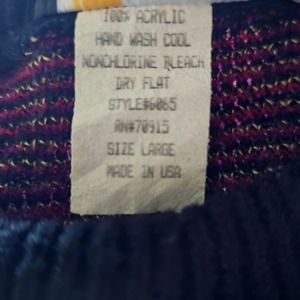 100% ACRYLIC
HAND WASH COOL
NONCHLORINE BLEACH
DRY FLAT
STYLE#6065
RN#70915
SIZE LARGE
MADE IN USA